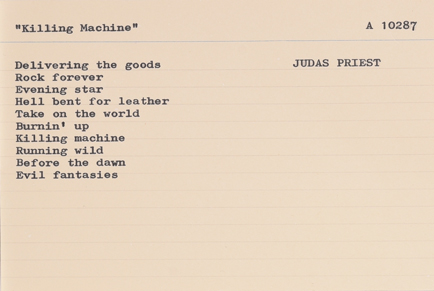 "Killing Machine" A 10287
Delivering the goods JUDAS PRIEST
Rock forever
Evening star
Hell bent for leather
Take on the world
Burnin' up
Killing machine
Running wild
Before the dawn
Evil fantasies